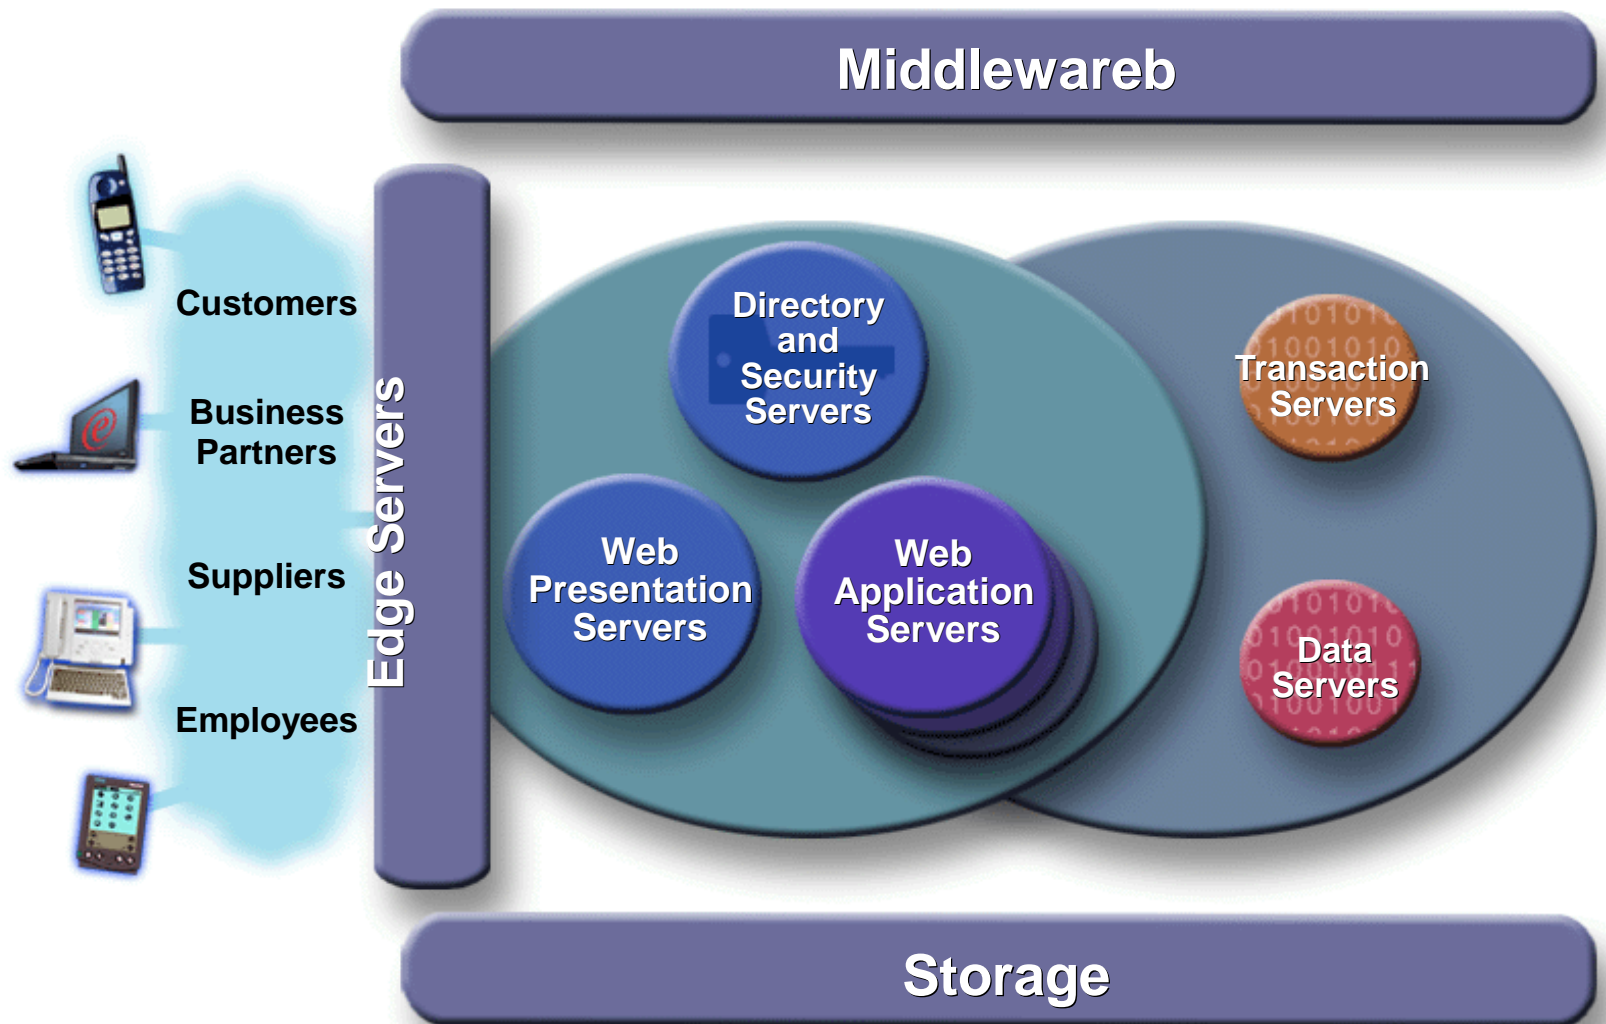 Middlewareb
Customers
Business
Partners
Suppliers
Employees
Edge Servers
Directory
and
Security
Servers
Web
Presentation
Servers
Web
Application
Servers
Transaction
Servers
Data
Servers
Storage